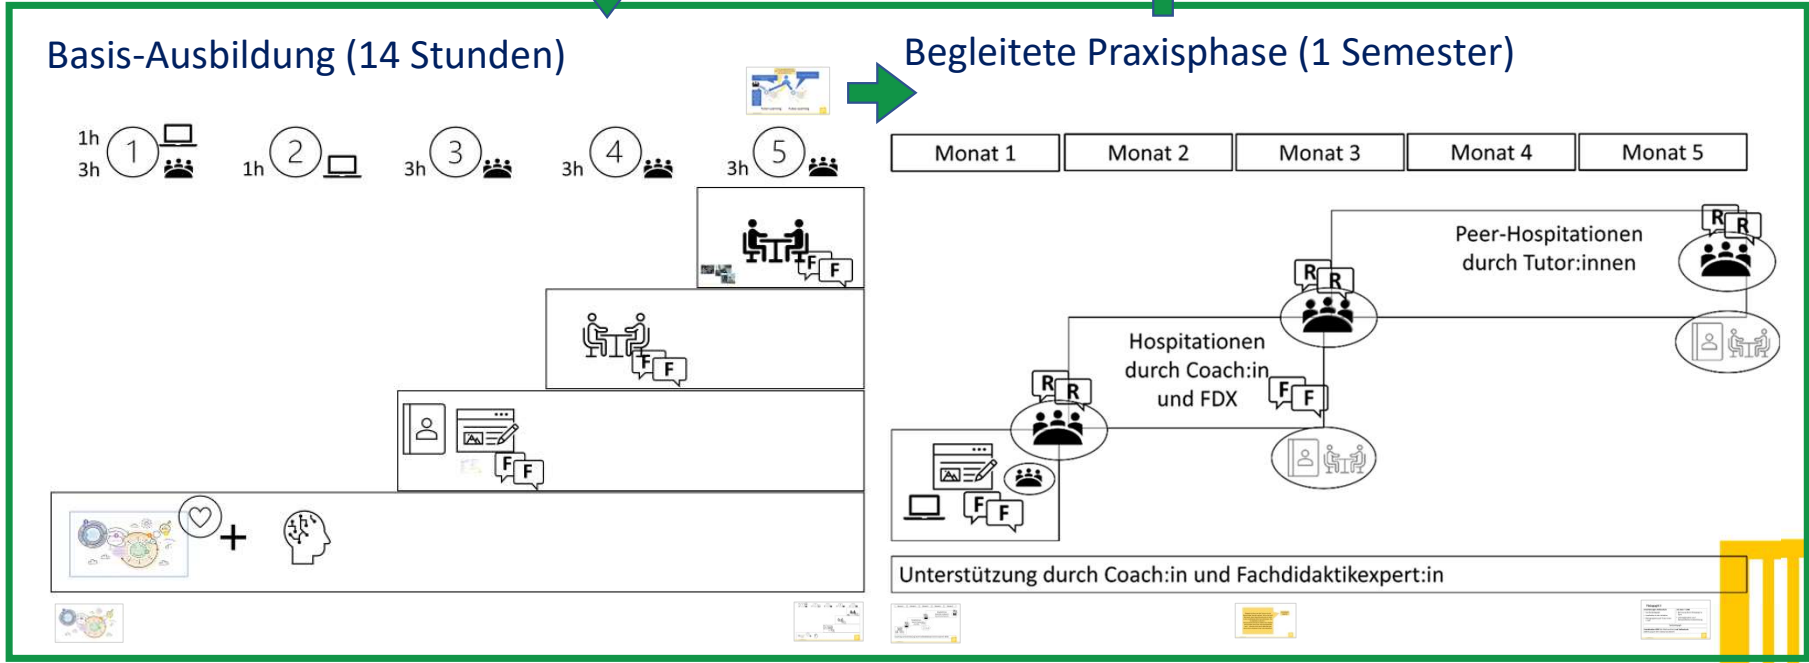 Basis-Ausbildung (14 Stunden)
Begleitete Praxisphase (1 Semester)
1h
3h
1
1h
2
3h
3
3h
4
3h
5
Monat 1
Monat 2
Monat 3
Monat 4
Monat 5
F
F
F
F
F
F
R
R
Peer-Hospitationen
durch Tutor:innen
R
R
Hospitationen
durch Coach:in
und FDX
F
F
R
R
F
F
Unterstützung durch Coach:in und Fachdidaktikexpert:in